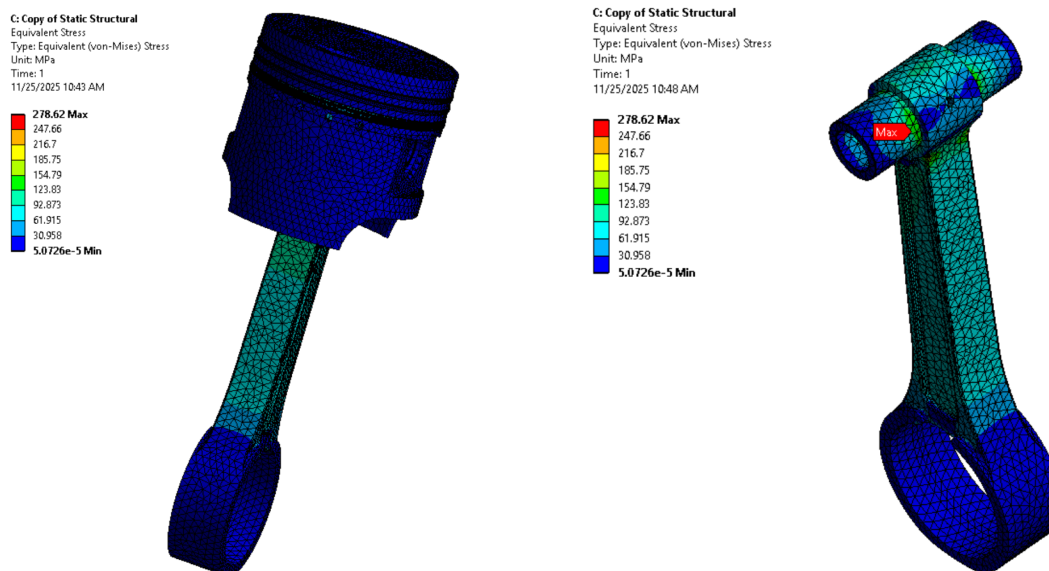 C: Copy of Static Structural
Equivalent Stress
Type: Equivalent (von-Mises) Stress
Unit: MPa
Time: 1
11/25/2025 10:43 AM
278.62 Max
247.66
216.7
185.75
154.79
123.83
92.873
61.915
30.958
5.0726e-5 Min
C: Copy of Static Structural
Equivalent Stress
Type: Equivalent (von-Mises) Stress
Unit: MPa
Time: 1
11/25/2025 10:48 AM
278.62 Max
247.66
216.7
185.75
154.79
123.83
92.873
61.915
30.958
5.0726e-5 Min
Max